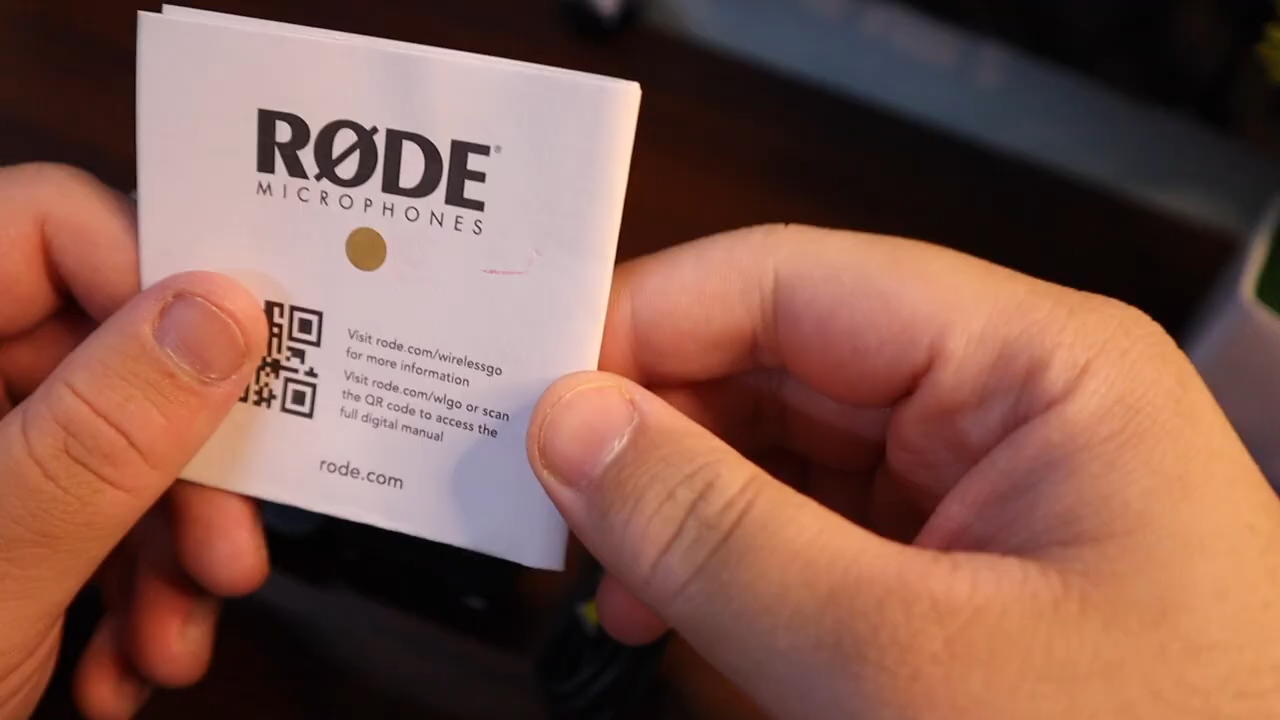 RØDE®
MICROPHONES
Visit rode.com/wirelessgo
for more information
Visit rode.com/wlgo or scan
the QR code to access the
full digital manual
rode.com